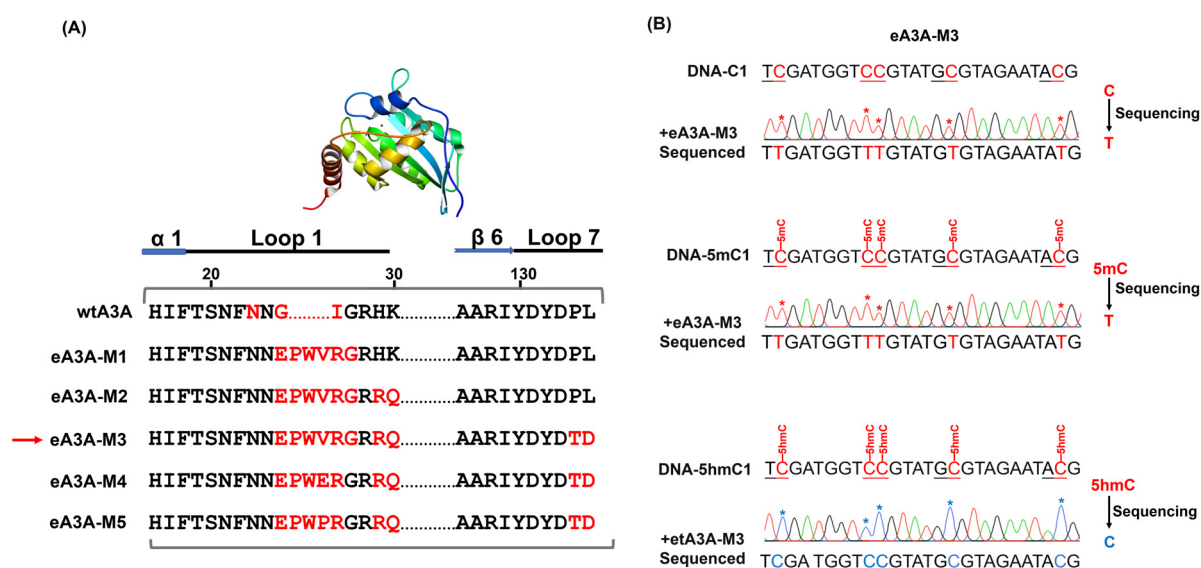 (A)
α 1 Loop 1 β 6 Loop 7
20 30 130
wtA3A HIFTSNFNNG........IGRHK............AARIYDYDPL
eA3A-M1 HIFTSNFNNEPWVRGRHK............AARIYDYDPL
eA3A-M2 HIFTSNFNNEPWVRGRRQ............AARIYDYDPL
eA3A-M3 HIFTSNFNNEPWVRGRRQ............AARIYDYDTD
eA3A-M4 HIFTSNFNNEPWERGRRQ............AARIYDYDTD
eA3A-M5 HIFTSNFNNEPWPRGRRQ............AARIYDYDTD
(B)
eA3A-M3
DNA-C1 TCGATGGTCCGTATGCGTAGAATACG
C
Sequencing
T
* * * * *
+eA3A-M3
Sequenced TTGATGGTTTGTATGTGTAGAATATG
5mC 5mC 5mC 5mC 5mC
DNA-5mC1 TCGATGGTCCGTATGCGTAGAATACG
5mC
Sequencing
T
* * * * *
+eA3A-M3
Sequenced TTGATGGTTTGTATGTGTAGAATATG
5hmC 5hmC 5hmC 5hmC 5hmC
DNA-5hmC1 TCGATGGTCCGTATGCGTAGAATACG
5hmC
Sequencing
C
* * * * *
+etA3A-M3
Sequenced TCGA TGGTCCGTATGCGTAGAATACG